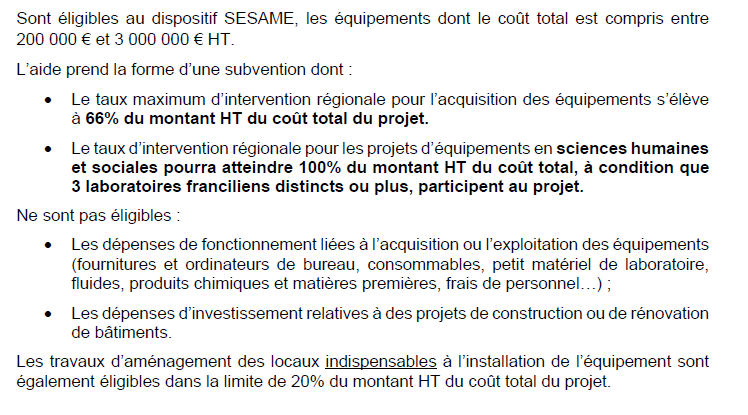 Sont éligibles au dispositif SESAME, les équipements dont le coût total est compris entre
200 000 € et 3 000 000 € HT.
L’aide prend la forme d’une subvention dont :
• Le taux maximum d’intervention régionale pour l’acquisition des équipements s’élève
à 66% du montant HT du coût total du projet.
• Le taux d’intervention régionale pour les projets d’équipements en sciences humaines
et sociales pourra atteindre 100% du montant HT du coût total, à condition que
3 laboratoires franciliens distincts ou plus, participent au projet.
Ne sont pas éligibles :
• Les dépenses de fonctionnement liées à l’acquisition ou l’exploitation des équipements
(fournitures et ordinateurs de bureau, consommables, petit matériel de laboratoire,
fluides, produits chimiques et matières premières, frais de personnel…) ;
• Les dépenses d’investissement relatives à des projets de construction ou de rénovation
de bâtiments.
Les travaux d’aménagement des locaux indispensables à l’installation de l’équipement sont
également éligibles dans la limite de 20% du montant HT du coût total du projet.